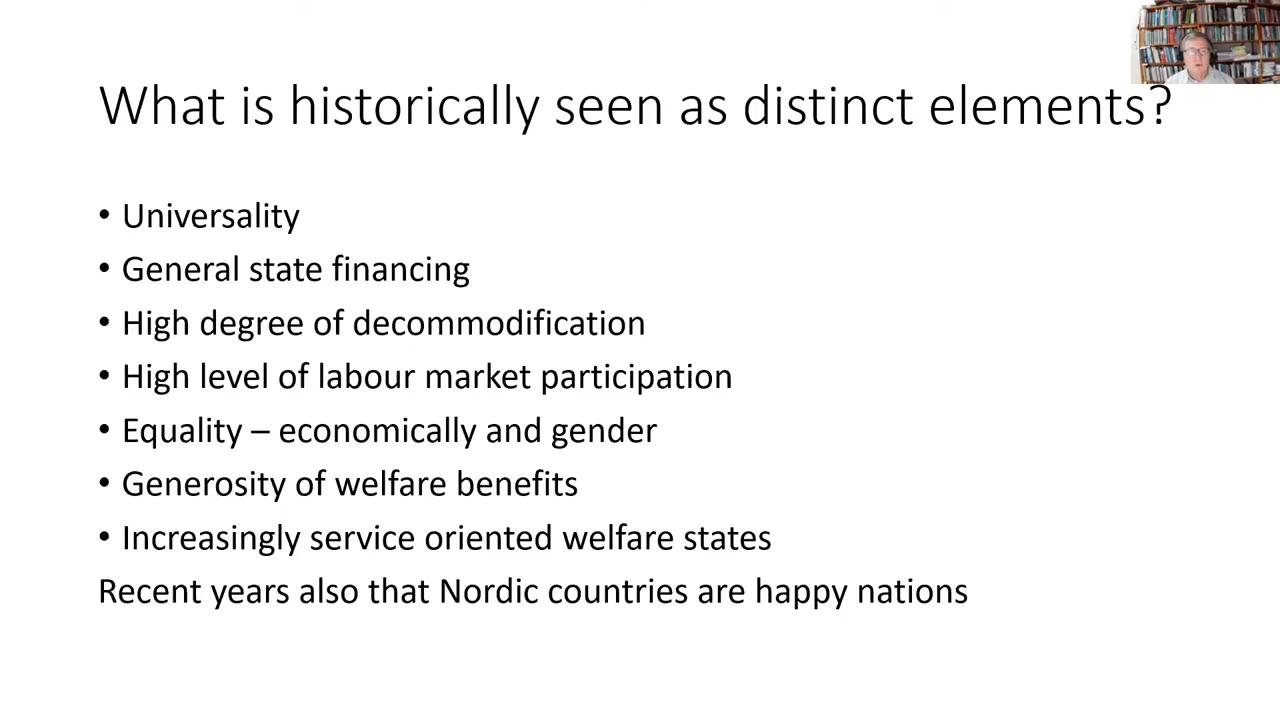 What is historically seen as distinct elements?
• Universality
• General state financing
• High degree of decommodification
• High level of labour market participation
• Equality – economically and gender
• Generosity of welfare benefits
• Increasingly service oriented welfare states
Recent years also that Nordic countries are happy nations